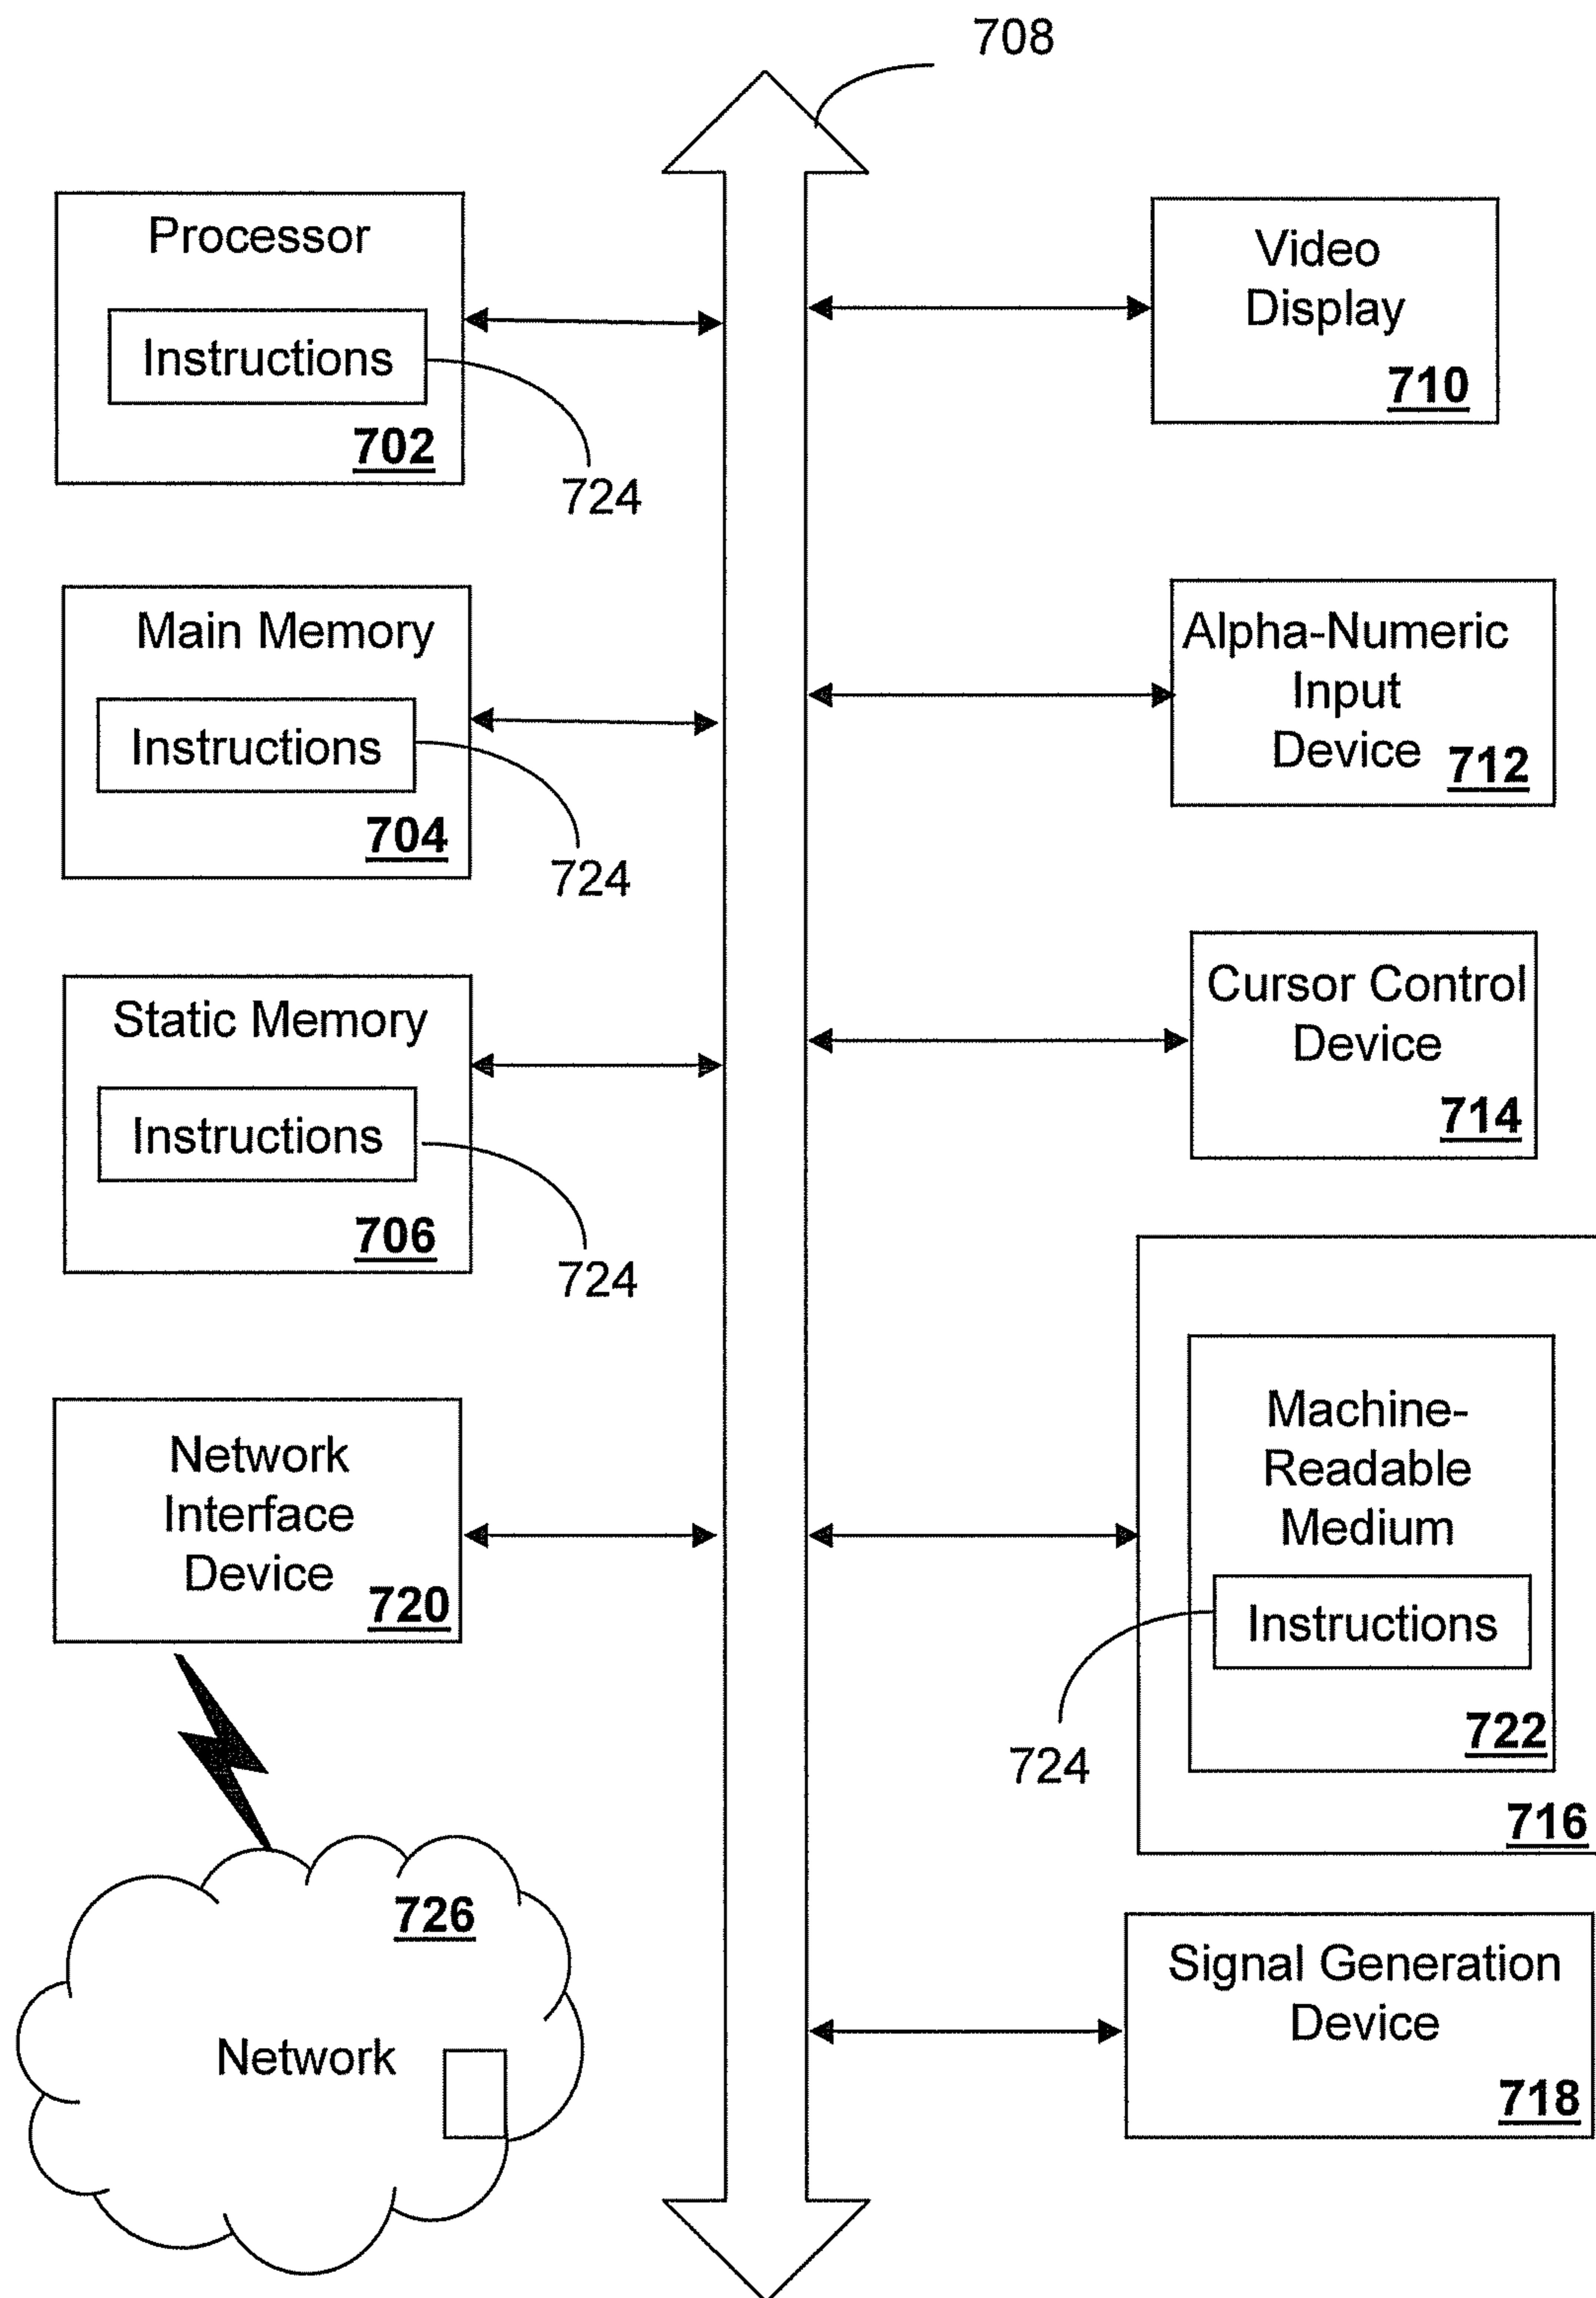 708
Processor
Instructions
702
724
Main Memory
Instructions
704
724
Static Memory
Instructions
706
724
Network
Interface
Device
720
726
Network
Video
Display
710
Alpha-Numeric
Input
Device
712
Cursor Control
Device
714
Machine-
Readable
Medium
Instructions
722
724
716
Signal Generation
Device
718